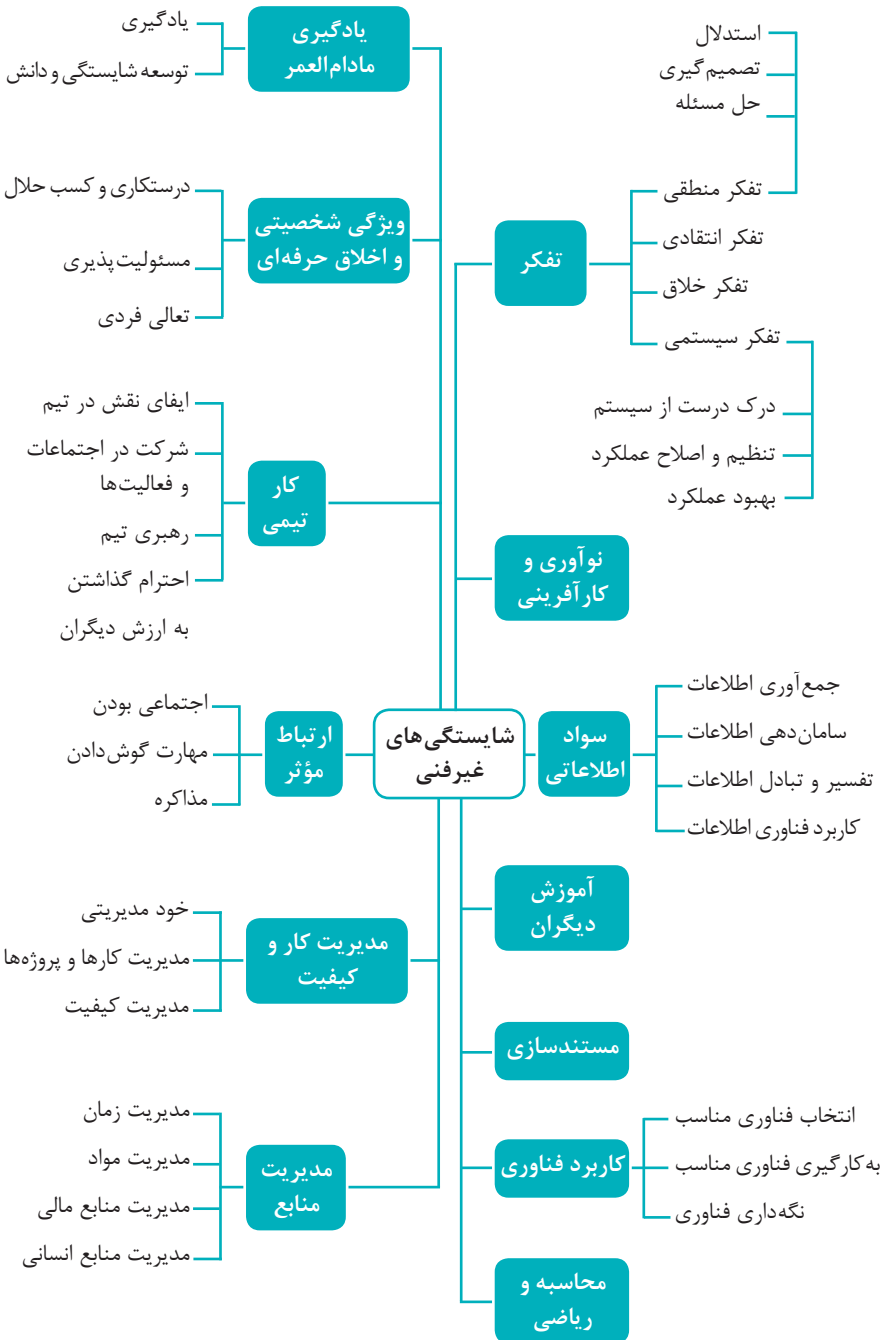 شایستگی‌های
غیرفنی
تفکر
استدلال
تصمیم‌گیری
حل مسئله
تفکر منطقی
تفکر انتقادی
تفکر خلاق
تفکر سیستمی
درک درست از سیستم
تنظیم و اصلاح عملکرد
بهبود عملکرد
نوآوری و
کارآفرینی
سواد
اطلاعاتی
جمع‌آوری اطلاعات
سامان‌دهی اطلاعات
تفسیر و تبادل اطلاعات
کاربرد فناوری اطلاعات
آموزش
دیگران
مستندسازی
کاربرد فناوری
انتخاب فناوری مناسب
به‌کارگیری فناوری مناسب
نگه‌داری فناوری
محاسبه و
ریاضی
یادگیری
مادام‌العمر
یادگیری
توسعه شایستگی و دانش
ویژگی شخصیتی
و اخلاق حرفه‌ای
درستکاری و کسب حلال
مسئولیت‌پذیری
تعالی فردی
کار
تیمی
ایفای نقش در تیم
شرکت در اجتماعات
و فعالیت‌ها
رهبری تیم
احترام گذاشتن
به ارزش دیگران
ارتباط
مؤثر
اجتماعی بودن
مهارت گوش‌دادن
مذاکره
مدیریت کار و
کیفیت
خود مدیریتی
مدیریت کارها و پروژه‌ها
مدیریت کیفیت
مدیریت
منابع
مدیریت زمان
مدیریت مواد
مدیریت منابع مالی
مدیریت منابع انسانی